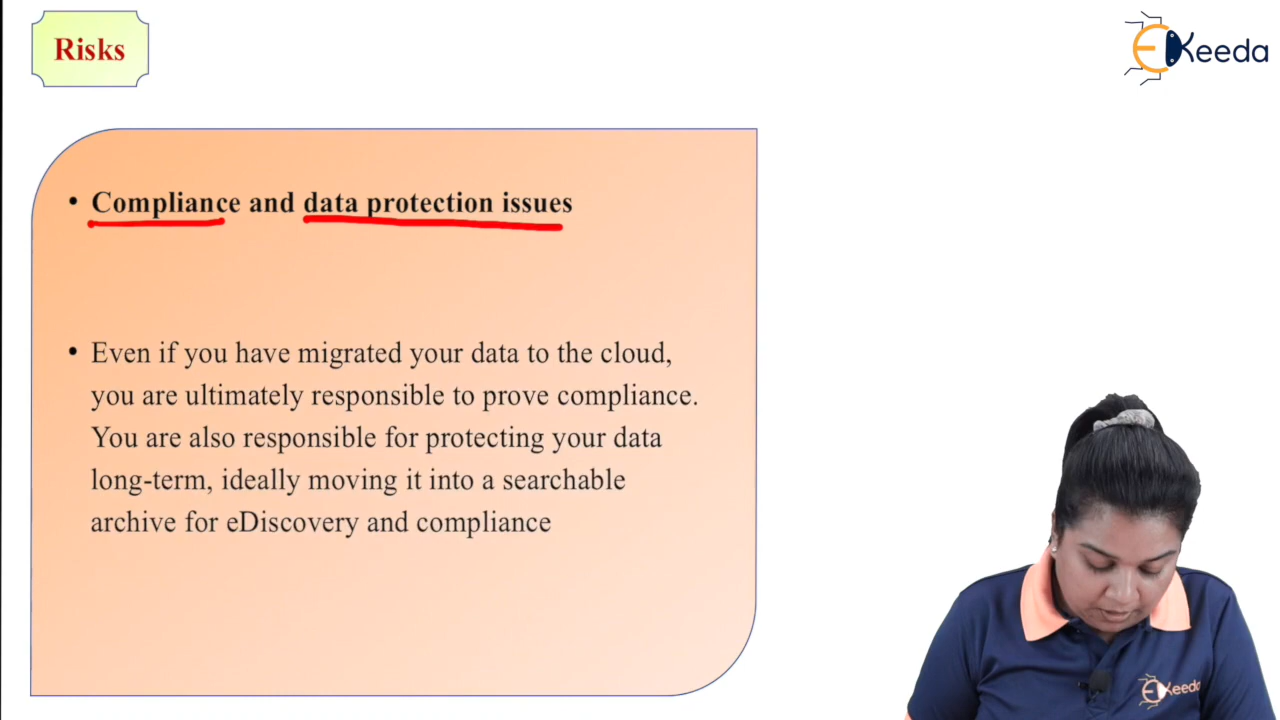 Risks
EKeeda
• Compliance and data protection issues
• Even if you have migrated your data to the cloud,
you are ultimately responsible to prove compliance.
You are also responsible for protecting your data
long-term, ideally moving it into a searchable
archive for eDiscovery and compliance
EKeeda